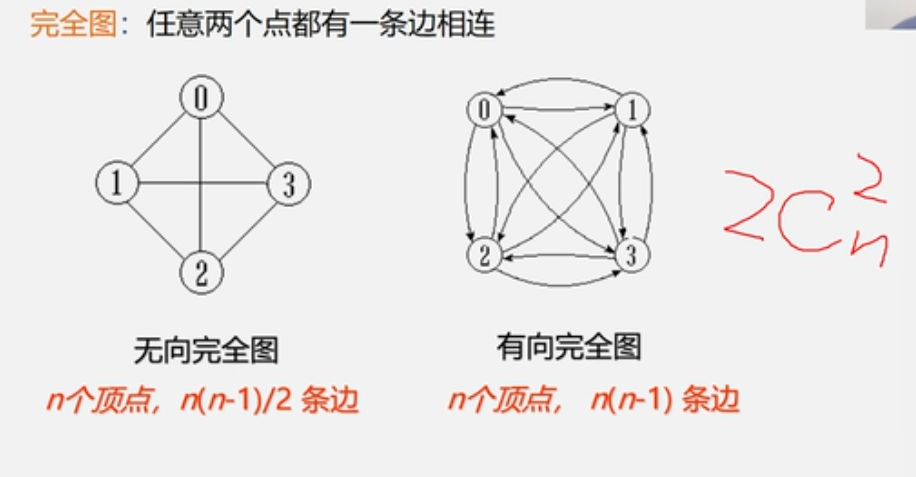 完全图：任意两个点都有一条边相连
0
1
3
2
0
1
2
3
2C²ₙ
无向完全图
有向完全图
n个顶点，n(n-1)/2 条边
n个顶点， n(n-1) 条边